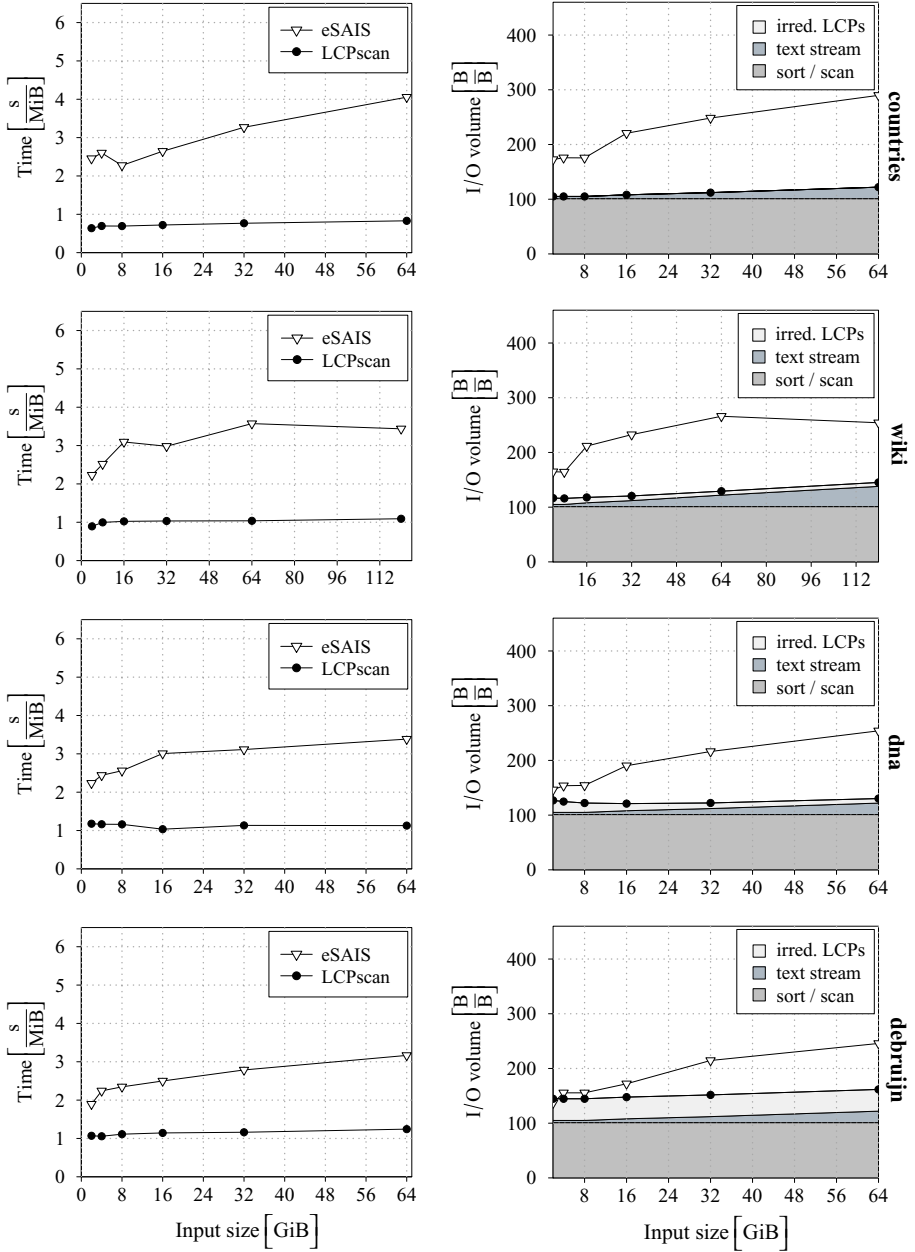 6
5
4
3
2
1
0
Time [s/MiB]
eSAIS
LCPscan
0 8 16 24 32 40 48 56 64
400
300
200
100
0
I/O volume [B/B]
irred. LCPs
text stream
sort / scan
8 16 24 32 40 48 56 64
countries
6
5
4
3
2
1
0
Time [s/MiB]
eSAIS
LCPscan
0 16 32 48 64 80 96 112
400
300
200
100
0
I/O volume [B/B]
irred. LCPs
text stream
sort / scan
16 32 48 64 80 96 112
wiki
6
5
4
3
2
1
0
Time [s/MiB]
eSAIS
LCPscan
0 8 16 24 32 40 48 56 64
400
300
200
100
0
I/O volume [B/B]
irred. LCPs
text stream
sort / scan
8 16 24 32 40 48 56 64
dna
6
5
4
3
2
1
0
Time [s/MiB]
eSAIS
LCPscan
0 8 16 24 32 40 48 56 64
Input size [GiB]
400
300
200
100
0
I/O volume [B/B]
irred. LCPs
text stream
sort / scan
8 16 24 32 40 48 56 64
Input size [GiB]
debruijn